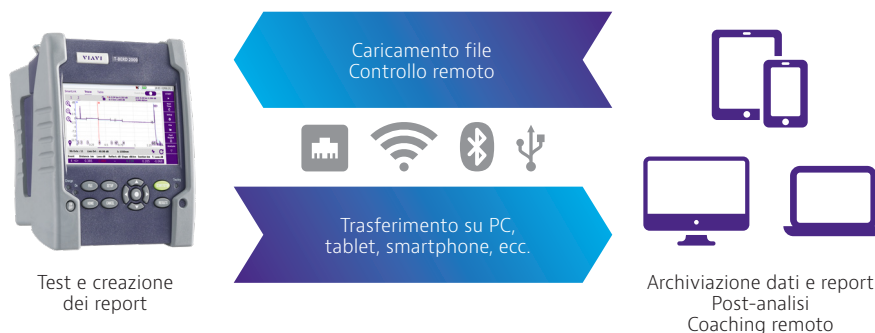 Caricamento file
Controllo remoto
VIAVI
Trasferimento su PC,
tablet, smartphone, ecc.
Test e creazione
dei report
Archiviazione dati e report
Post-analisi
Coaching remoto